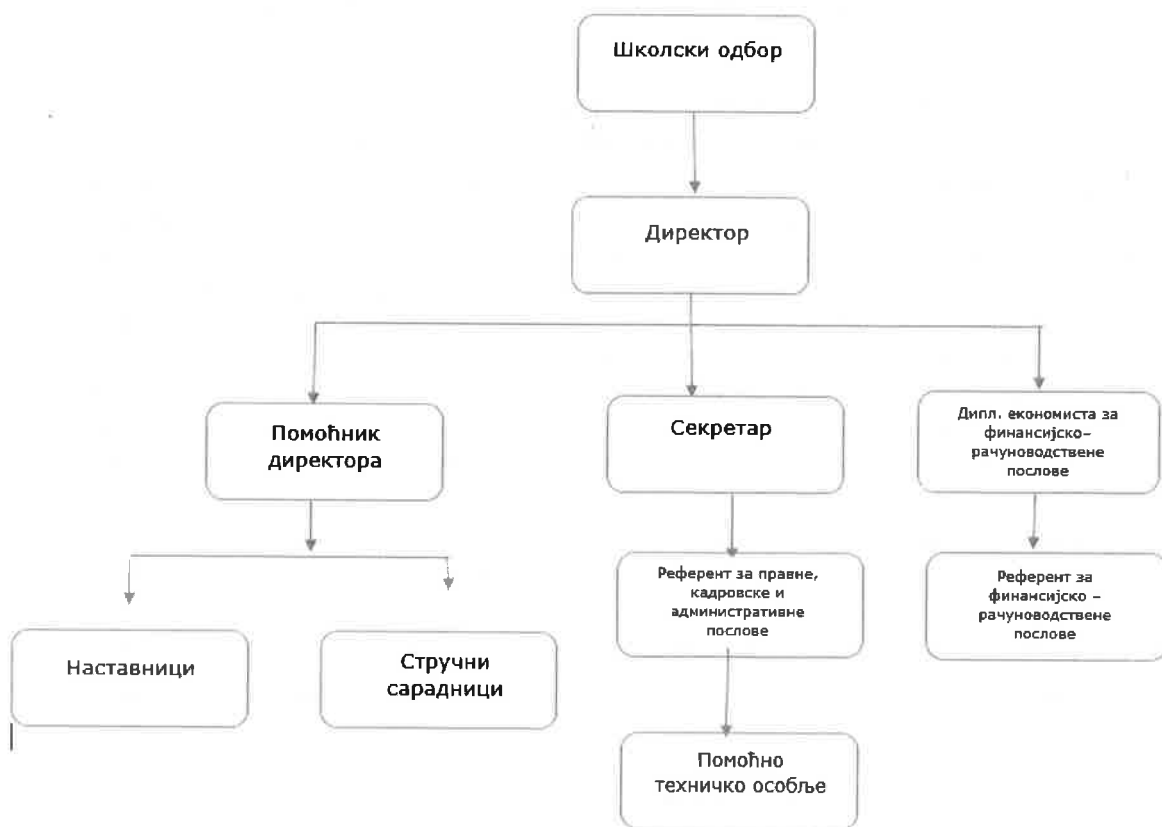 Школски одбор
Директор
Помоћник
директора
Секретар
Дипл. економиста за
финансијско–
рачуноводствене
послове
Наставници
Стручни
сарадници
Референт за правне,
кадровске и
административне
послове
Референт за
финансијско –
рачуноводствене
послове
Помоћно
техничко особље